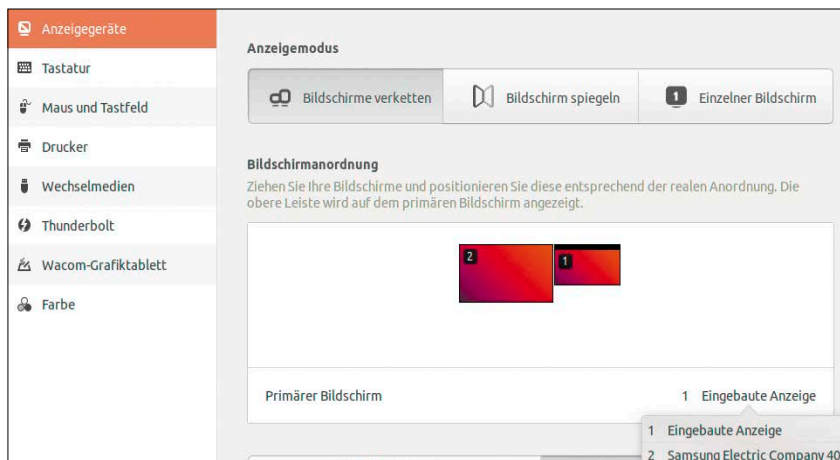 Anzeigegeräte
Tastatur
Maus und Tastfeld
Drucker
Wechselmedien
Thunderbolt
Wacom-Grafiktablett
Farbe
Anzeigemodus
Bildschirme verketten
Bildschirm spiegeln
1 Einzelner Bildschirm
Bildschirmanordnung
Ziehen Sie Ihre Bildschirme und positionieren Sie diese entsprechend der realen Anordnung. Die
obere Leiste wird auf dem primären Bildschirm angezeigt.
2
1
Primärer Bildschirm 1 Eingebaute Anzeige
1 Eingebaute Anzeige
2 Samsung Electric Company 40